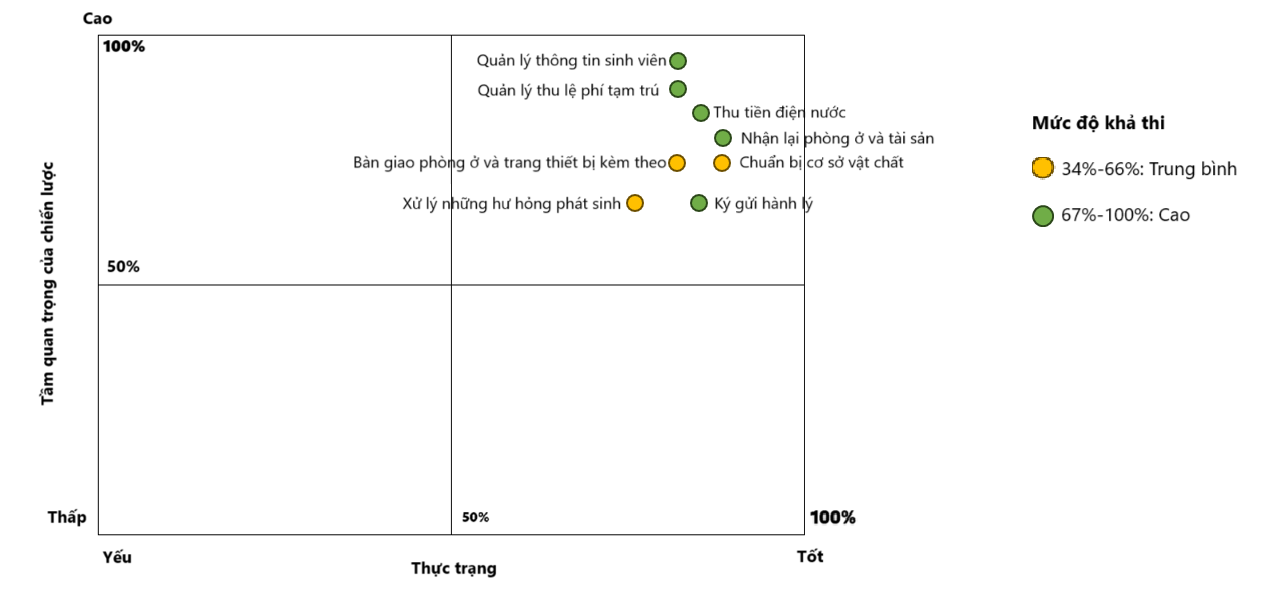 Cao
100%
Quản lý thông tin sinh viên
Quản lý thu lệ phí tạm trú
Thu tiền điện nước
Nhận lại phòng ở và tài sản
Bàn giao phòng ở và trang thiết bị kèm theo
Chuẩn bị cơ sở vật chất
Xử lý những hư hỏng phát sinh
Ký gửi hành lý
50%
Tầm quan trọng của chiến lược
Thấp
50%
100%
Yếu
Thực trạng
Tốt
Mức độ khả thi
34%-66%: Trung bình
67%-100%: Cao